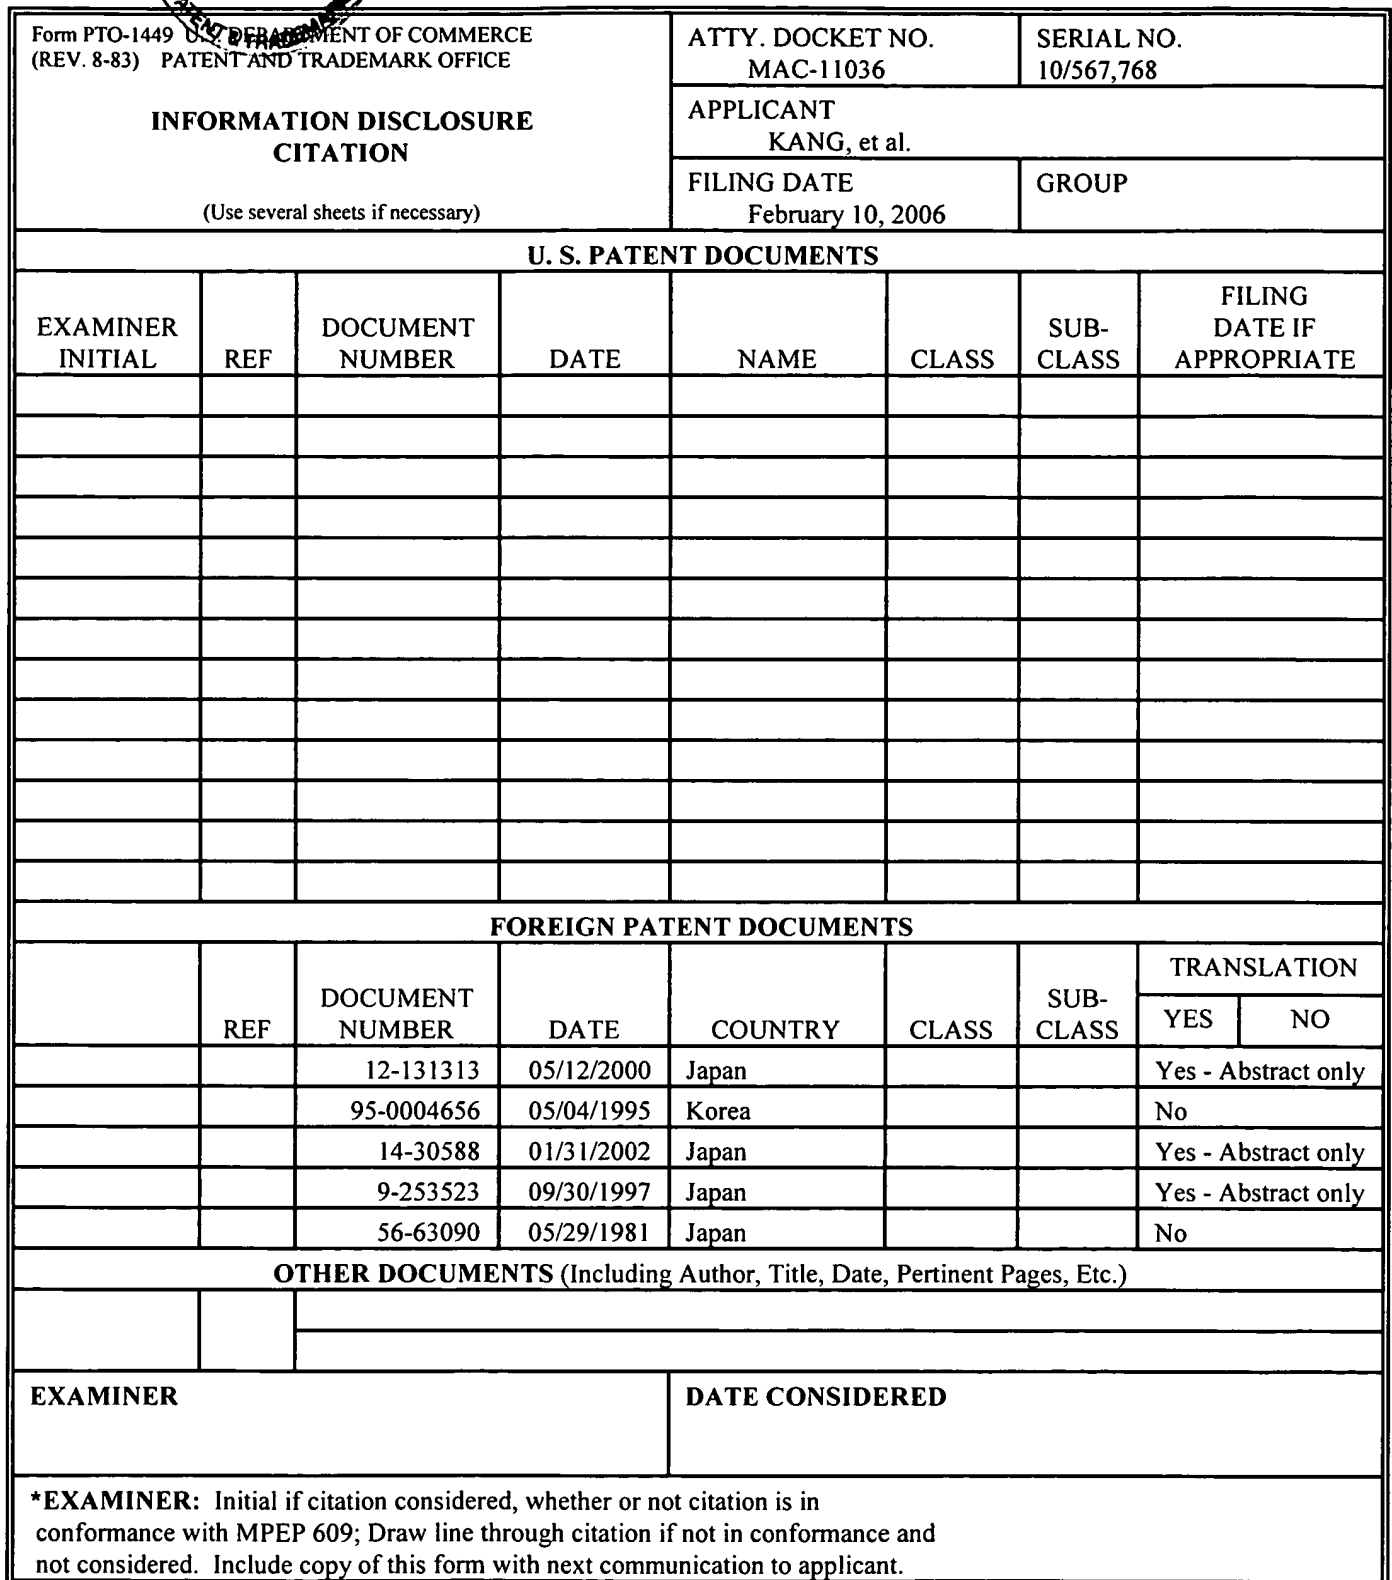 PATENT & TRADEMARK
Form PTO-1449 U.S. DEPARTMENT OF COMMERCE
(REV. 8-83) PATENT AND TRADEMARK OFFICE
INFORMATION DISCLOSURE
CITATION
(Use several sheets if necessary)
ATTY. DOCKET NO.
MAC-11036
SERIAL NO.
10/567,768
APPLICANT
KANG, et al.
FILING DATE
February 10, 2006
GROUP
U. S. PATENT DOCUMENTS
EXAMINER
INITIAL
REF
DOCUMENT
NUMBER
DATE
NAME
CLASS
SUB-
CLASS
FILING
DATE IF
APPROPRIATE
FOREIGN PATENT DOCUMENTS
REF
DOCUMENT
NUMBER
DATE
COUNTRY
CLASS
SUB-
CLASS
TRANSLATION
YES NO
12-131313 05/12/2000 Japan Yes - Abstract only
95-0004656 05/04/1995 Korea No
14-30588 01/31/2002 Japan Yes - Abstract only
9-253523 09/30/1997 Japan Yes - Abstract only
56-63090 05/29/1981 Japan No
OTHER DOCUMENTS (Including Author, Title, Date, Pertinent Pages, Etc.)
EXAMINER
DATE CONSIDERED
*EXAMINER: Initial if citation considered, whether or not citation is in
conformance with MPEP 609; Draw line through citation if not in conformance and
not considered. Include copy of this form with next communication to applicant.